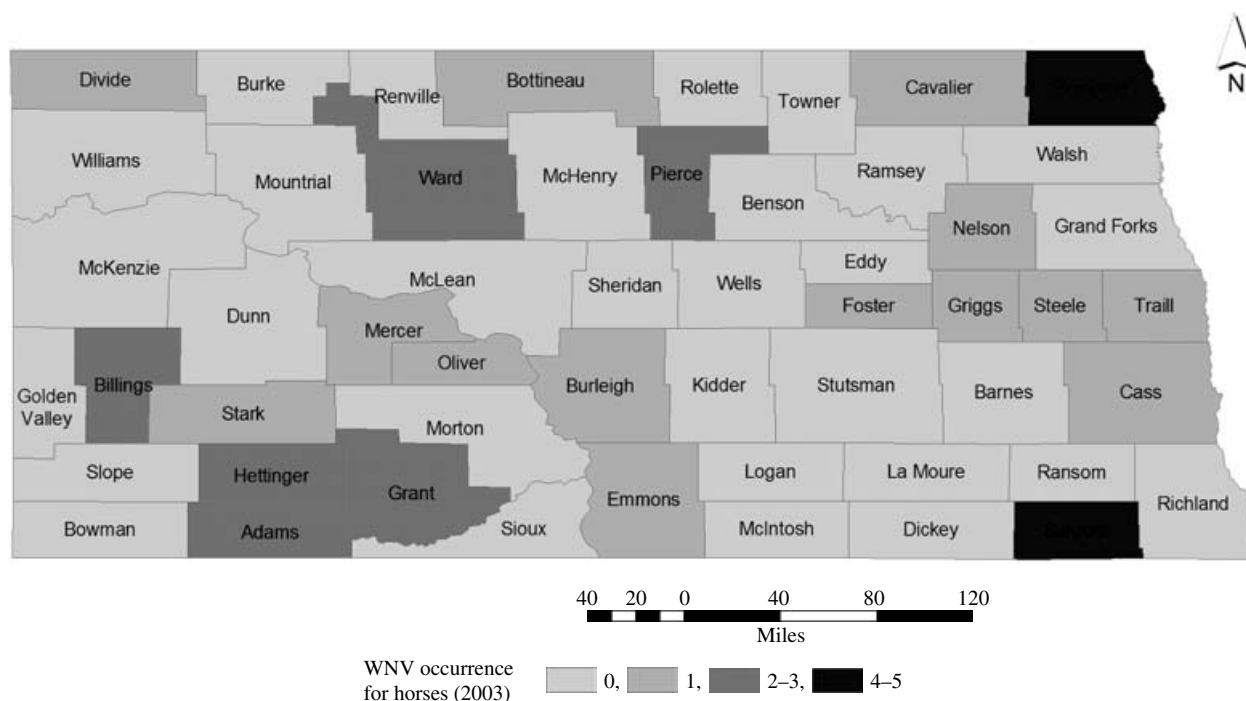 N
Divide
Burke
Renville
Bottineau
Rolette
Towner
Cavalier
Williams
Mountrial
Ward
McHenry
Pierce
Benson
Ramsey
Walsh
Nelson
Grand Forks
McKenzie
Dunn
McLean
Sheridan
Wells
Eddy
Foster
Griggs
Steele
Traill
Mercer
Oliver
Golden
Valley
Billings
Stark
Morton
Burleigh
Kidder
Stutsman
Barnes
Cass
Slope
Hettinger
Grant
Emmons
Logan
La Moure
Ransom
Richland
Bowman
Adams
Sioux
McIntosh
Dickey
Sargent
40 20 0 40 80 120
Miles
WNV occurrence
for horses (2003)
0, 1, 2–3, 4–5